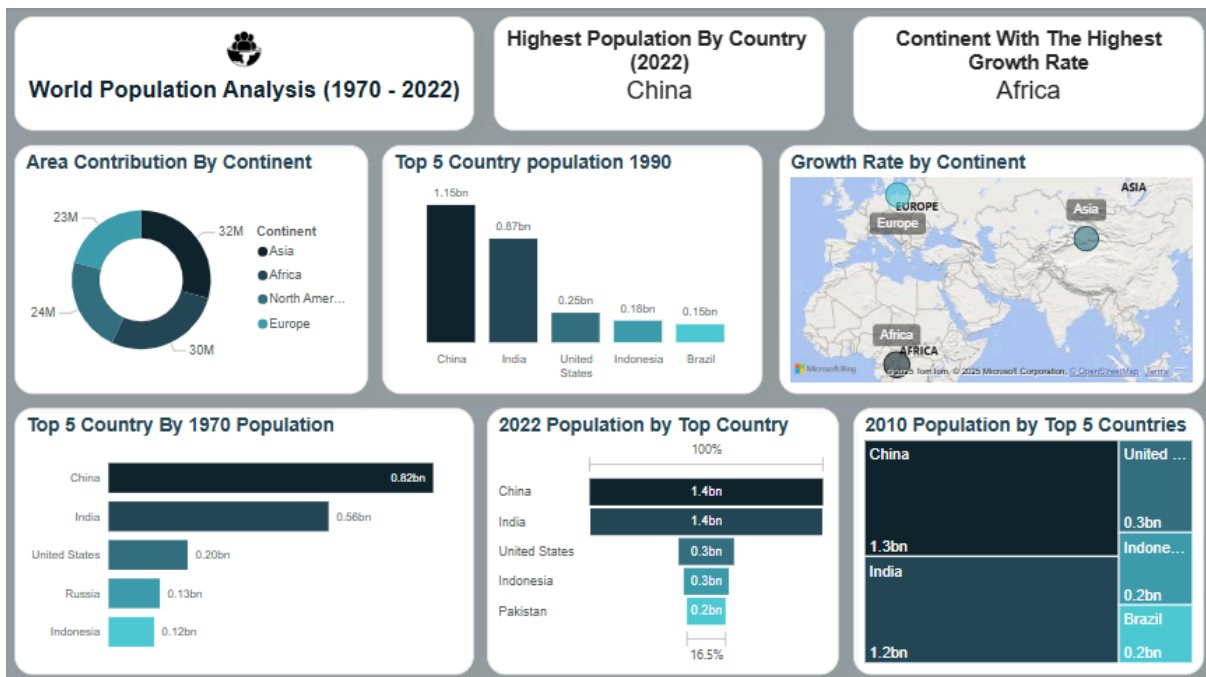 World Population Analysis (1970 - 2022)
Highest Population By Country
(2022)
China
Continent With The Highest
Growth Rate
Africa
Area Contribution By Continent
23M
32M
24M
30M
Continent
Asia
Africa
North Amer...
Europe
Top 5 Country population 1990
1.15bn
0.87bn
0.25bn
0.18bn
0.15bn
China
India
United
States
Indonesia
Brazil
Growth Rate by Continent
ASIA
EUROPE
Asia
Europe
Africa
AFRICA
Microsoft Bing
TomTom, © 2025 Microsoft Corporation, © OpenStreetMap Terms
Top 5 Country By 1970 Population
China 0.82bn
India 0.56bn
United States 0.20bn
Russia 0.13bn
Indonesia 0.12bn
2022 Population by Top Country
100%
China 1.4bn
India 1.4bn
United States 0.3bn
Indonesia 0.3bn
Pakistan 0.2bn
16.5%
2010 Population by Top 5 Countries
China
1.3bn
India
1.2bn
United ...
0.3bn
Indone...
0.2bn
Brazil
0.2bn